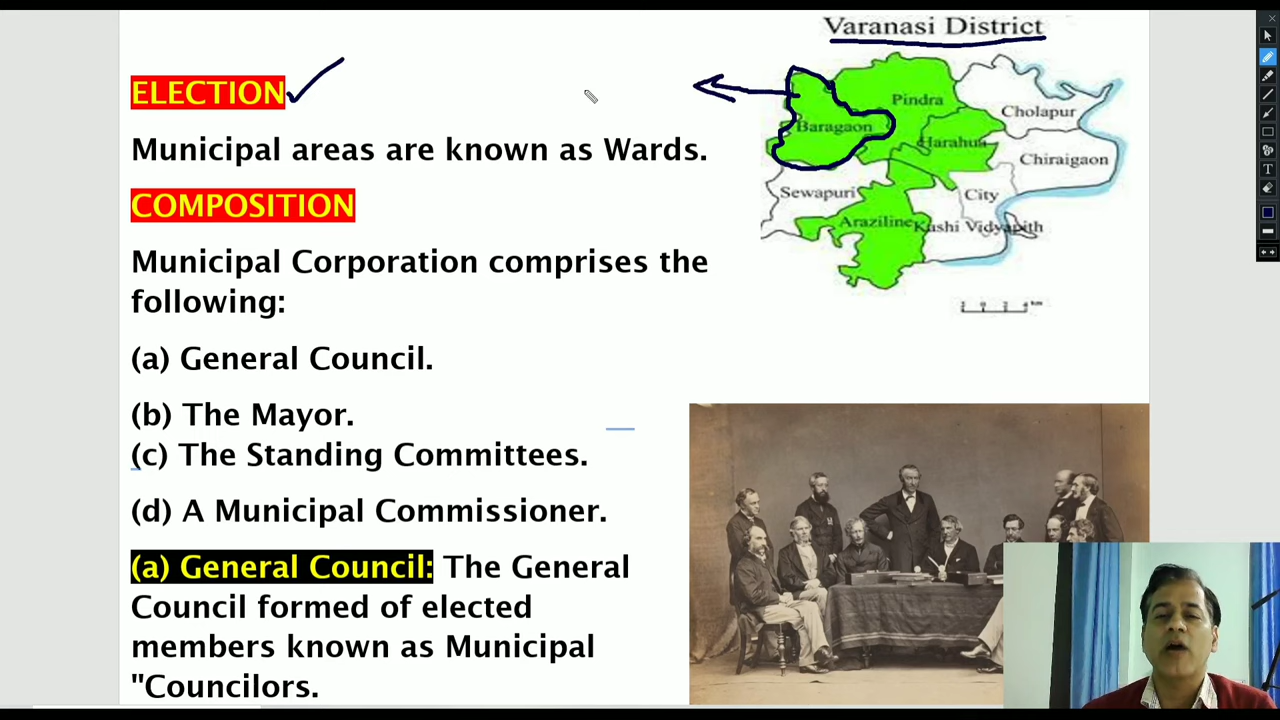 Varanasi District
ELECTION
Municipal areas are known as Wards.
COMPOSITION
Municipal Corporation comprises the
following:
(a) General Council.
(b) The Mayor.
(c) The Standing Committees.
(d) A Municipal Commissioner.
(a) General Council: The General
Council formed of elected
members known as Municipal
"Councilors.
Pindra
Cholapur
Baragaon
Harahua
Chiraigaon
Sewapuri
City
Araziline
Kashi Vidyapith
km
T